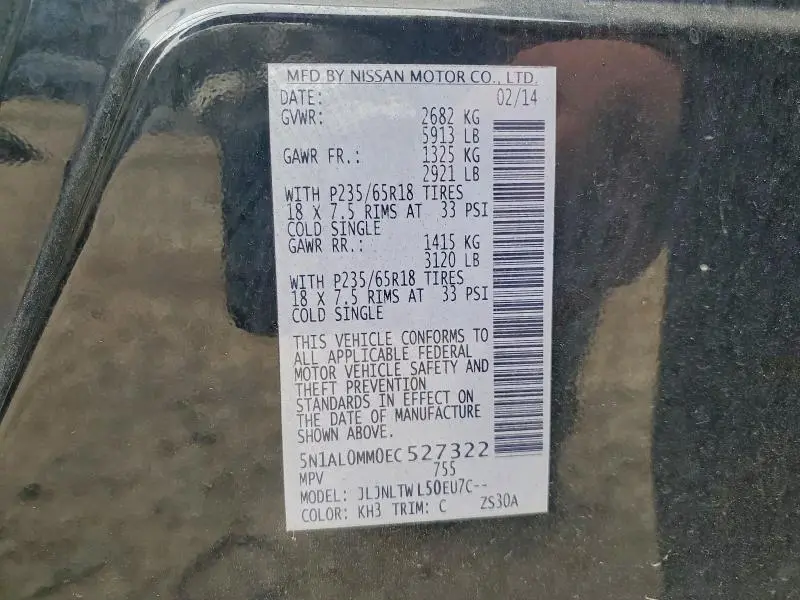 MFD BY NISSAN MOTOR CO., LTD.
DATE: 02/14
GVWR: 2682 KG
5913 LB
GAWR FR.: 1325 KG
2921 LB
WITH P235/65R18 TIRES
18 X 7.5 RIMS AT 33 PSI
COLD SINGLE
GAWR RR.: 1415 KG
3120 LB
WITH P235/65R18 TIRES
18 X 7.5 RIMS AT 33 PSI
COLD SINGLE
THIS VEHICLE CONFORMS TO
ALL APPLICABLE FEDERAL
MOTOR VEHICLE SAFETY AND
THEFT PREVENTION
STANDARDS IN EFFECT ON
THE DATE OF MANUFACTURE
SHOWN ABOVE.
5N1AL0MM0EC527322
MPV 755
MODEL: JLJNLTWL50EU7C--
COLOR: KH3 TRIM: C ZS30A